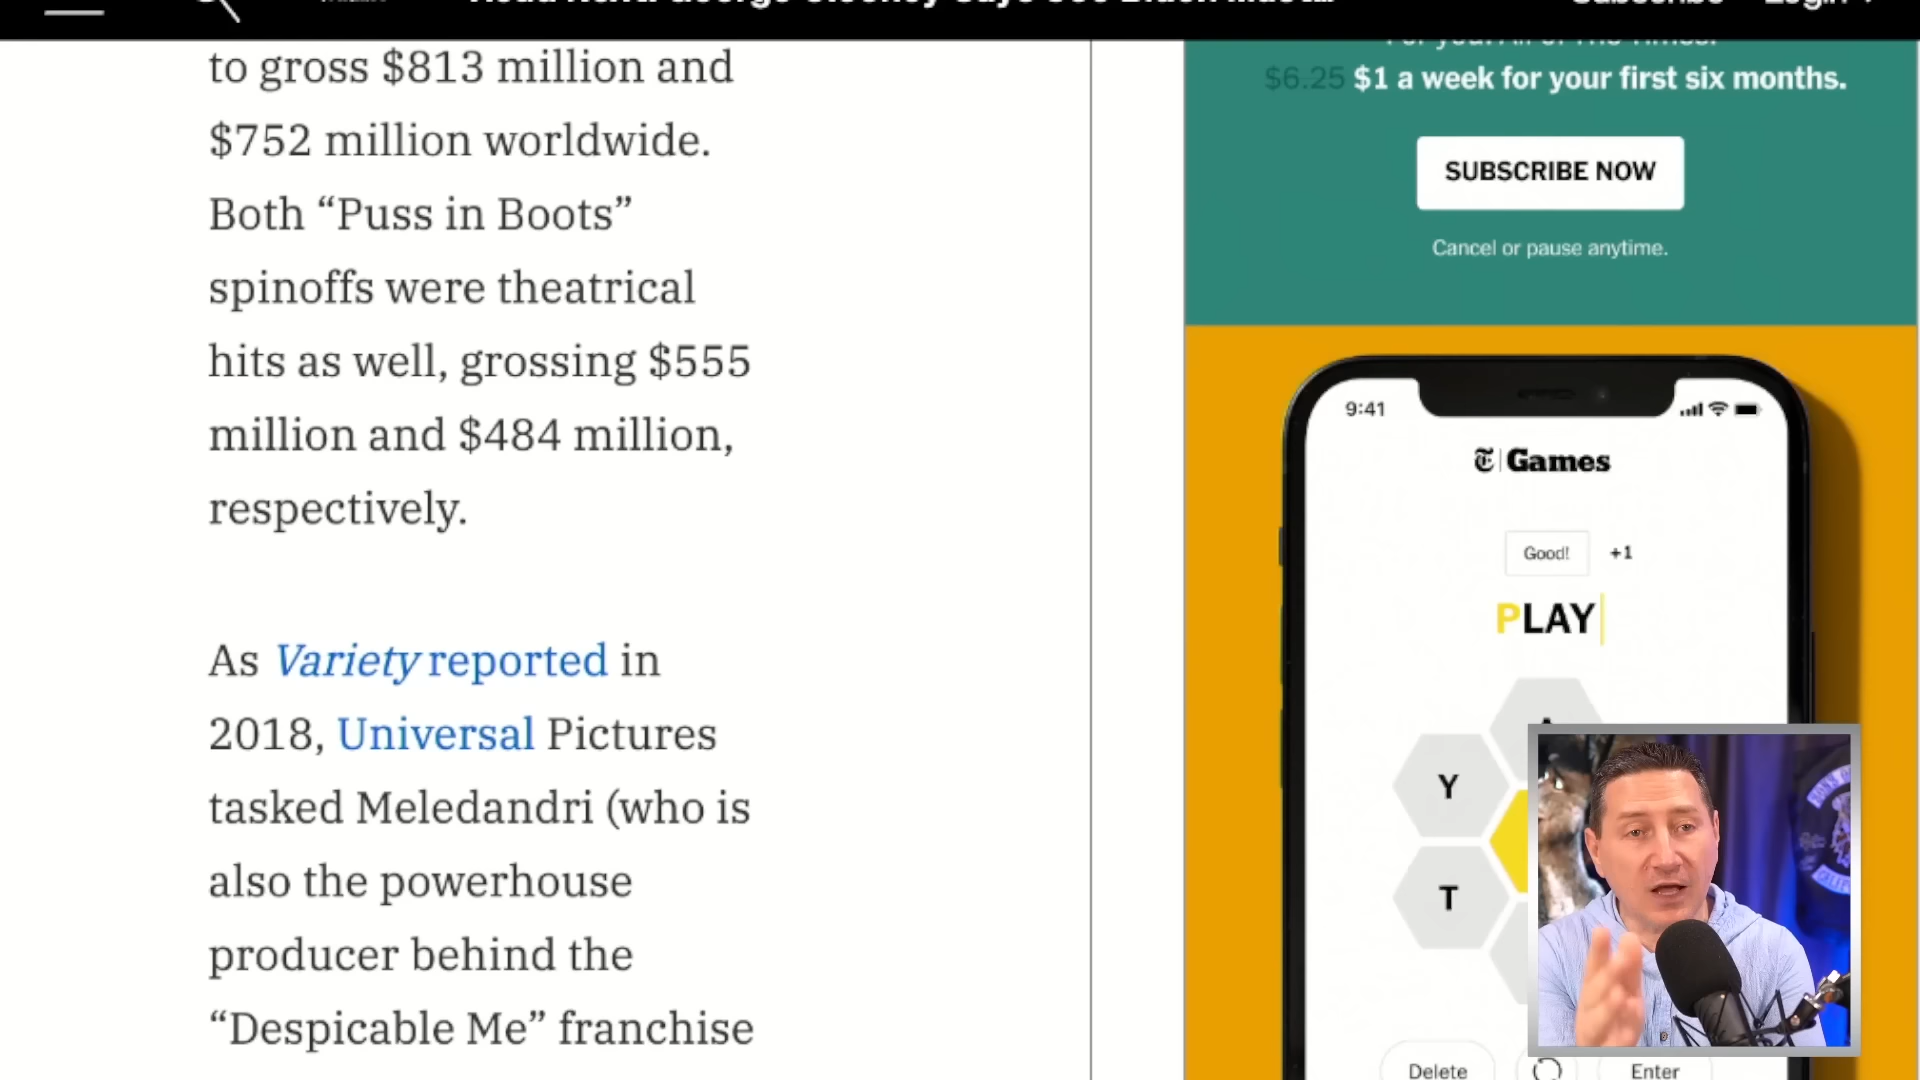 to gross $813 million and
$752 million worldwide.
Both “Puss in Boots”
spinoffs were theatrical
hits as well, grossing $555
million and $484 million,
respectively.
As Variety reported in
2018, Universal Pictures
tasked Meledandri (who is
also the powerhouse
producer behind the
“Despicable Me” franchise
$6.25 $1 a week for your first six months.
SUBSCRIBE NOW
Cancel or pause anytime.
9:41
T Games
Good! +1
PLAY
Y
T
Delete
Enter